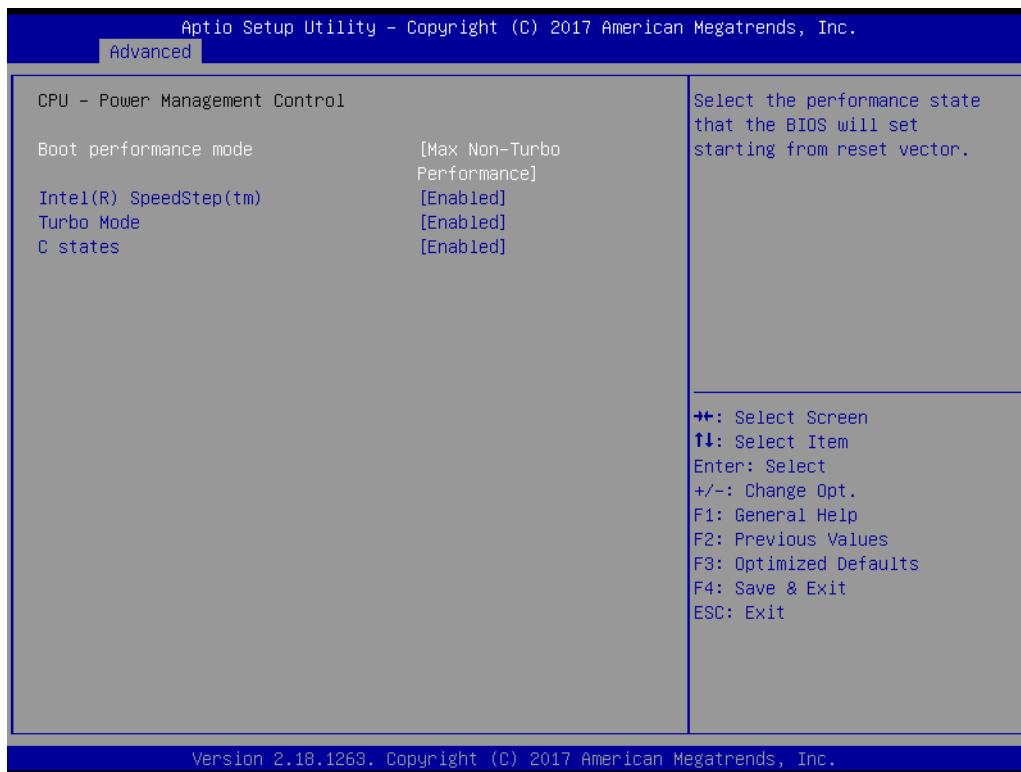 Aptio Setup Utility – Copyright (C) 2017 American Megatrends, Inc.
Advanced
CPU – Power Management Control
Boot performance mode [Max Non-Turbo
Performance]
Intel(R) SpeedStep(tm) [Enabled]
Turbo Mode [Enabled]
C states [Enabled]
Select the performance state
that the BIOS will set
starting from reset vector.
→←: Select Screen
↑↓: Select Item
Enter: Select
+/-: Change Opt.
F1: General Help
F2: Previous Values
F3: Optimized Defaults
F4: Save & Exit
ESC: Exit
Version 2.18.1263. Copyright (C) 2017 American Megatrends, Inc.